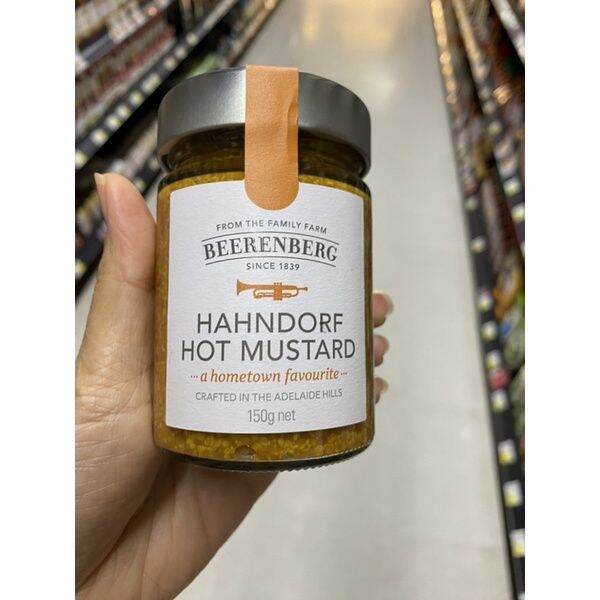 FROM THE FAMILY FARM
BEERENBERG
SINCE 1839
HAHNDORF
HOT MUSTARD
... a hometown favourite ...
CRAFTED IN THE ADELAIDE HILLS
150g net